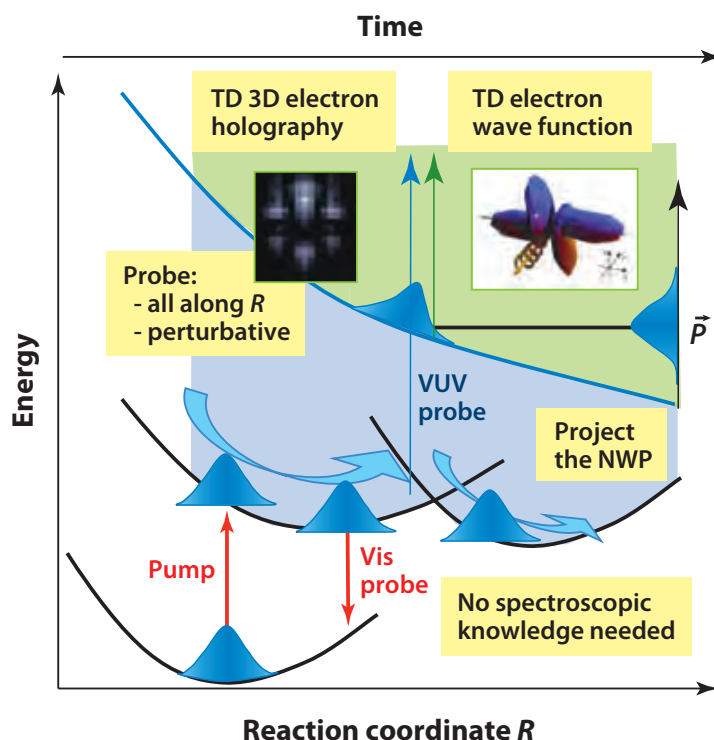 Time
TD 3D electron
holography
TD electron
wave function
Probe:
- all along R
- perturbative
P
Energy
VUV
probe
Project
the NWP
Pump
Vis
probe
No spectroscopic
knowledge needed
Reaction coordinate R